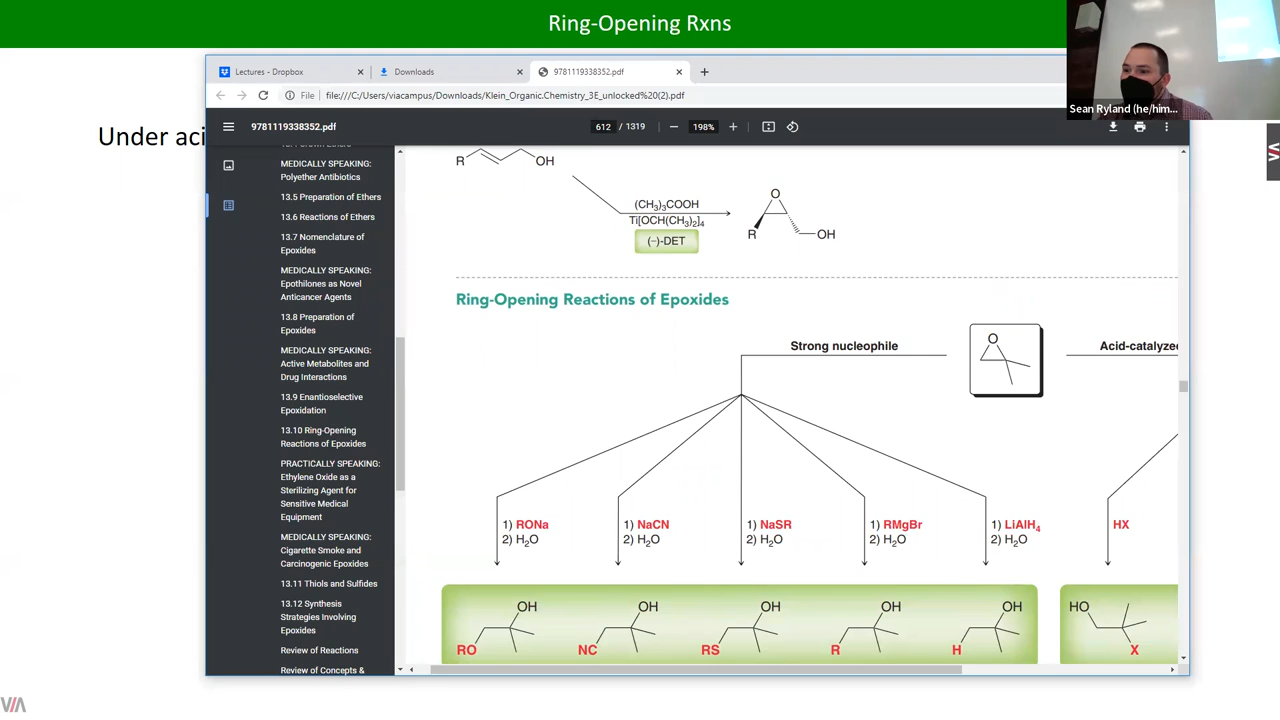 Ring-Opening Rxns
Sean Ryland (he/him...
Under aci
Lectures - Dropbox
Downloads
9781119338352.pdf
File
file:///C:/Users/viacampus/Downloads/Klein_Organic.Chemistry_3E_unlocked%20(2).pdf
9781119338352.pdf
612 / 1319
198%
MEDICALLY SPEAKING:
Polyether Antibiotics
13.5 Preparation of Ethers
13.6 Reactions of Ethers
13.7 Nomenclature of
Epoxides
MEDICALLY SPEAKING:
Epothilones as Novel
Anticancer Agents
13.8 Preparation of
Epoxides
MEDICALLY SPEAKING:
Active Metabolites and
Drug Interactions
13.9 Enantioselective
Epoxidation
13.10 Ring-Opening
Reactions of Epoxides
PRACTICALLY SPEAKING:
Ethylene Oxide as a
Sterilizing Agent for
Sensitive Medical
Equipment
MEDICALLY SPEAKING:
Cigarette Smoke and
Carcinogenic Epoxides
13.11 Thiols and Sulfides
13.12 Synthesis
Strategies Involving
Epoxides
Review of Reactions
Review of Concepts &
R OH
(CH₃)₃COOH
Ti[OCH(CH₃)₂]₄
(−)-DET
O
R OH
Ring-Opening Reactions of Epoxides
Strong nucleophile
O
Acid-catalyzed
1) RONa
2) H₂O
1) NaCN
2) H₂O
1) NaSR
2) H₂O
1) RMgBr
2) H₂O
1) LiAlH₄
2) H₂O
HX
OH
RO
OH
NC
OH
RS
OH
R
OH
H
HO
X
VIA
VIA